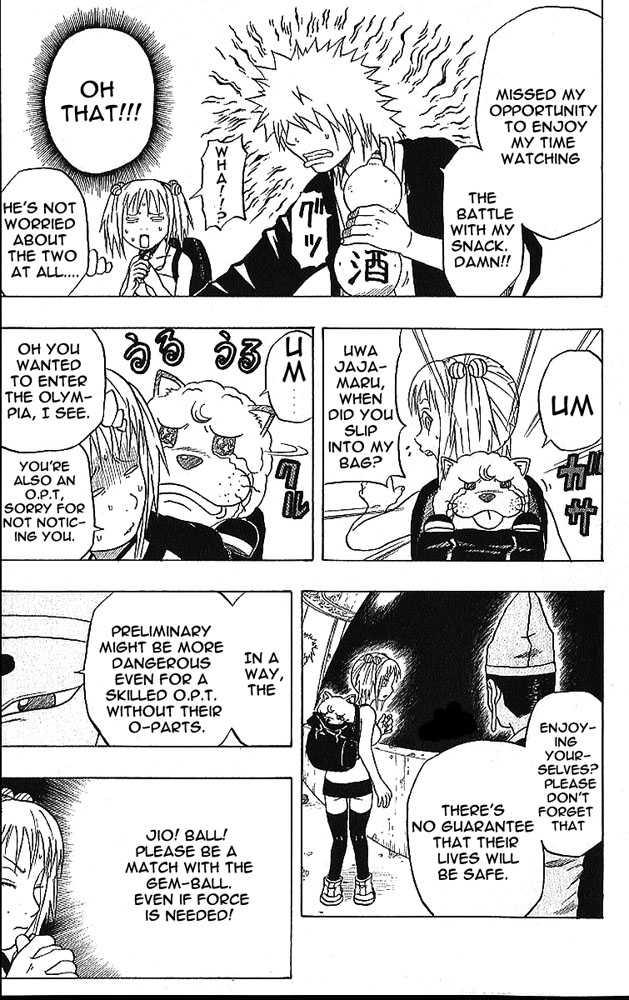 MISSED MY
OPPORTUNITY
TO ENJOY
MY TIME
WATCHING
THE
BATTLE
WITH MY
SNACK.
DAMN!!
グッ
酒
WHA!!?
OH
THAT!!!
HE'S NOT
WORRIED
ABOUT
THE TWO
AT ALL....
UM
ガサ
UWA
JAJA-
MARU,
WHEN
DID YOU
SLIP
INTO MY
BAG?
UM...
うる うる
クル
OH YOU
WANTED
TO ENTER
THE OLYM-
PIA, I SEE.
YOU'RE
ALSO AN
O.P.T,
SORRY FOR
NOT NOTIC-
ING YOU.
ENJOY-
ING
YOUR-
SELVES?
PLEASE
DON'T
FORGET
THAT
THERE'S
NO GUARANTEE
THAT THEIR
LIVES WILL
BE SAFE.
IN A
WAY,
THE
PRELIMINARY
MIGHT BE MORE
DANGEROUS
EVEN FOR A
SKILLED O.P.T.
WITHOUT THEIR
O-PARTS.
JIO! BALL!
PLEASE BE A
MATCH WITH THE
GEM-BALL.
EVEN IF FORCE
IS NEEDED!